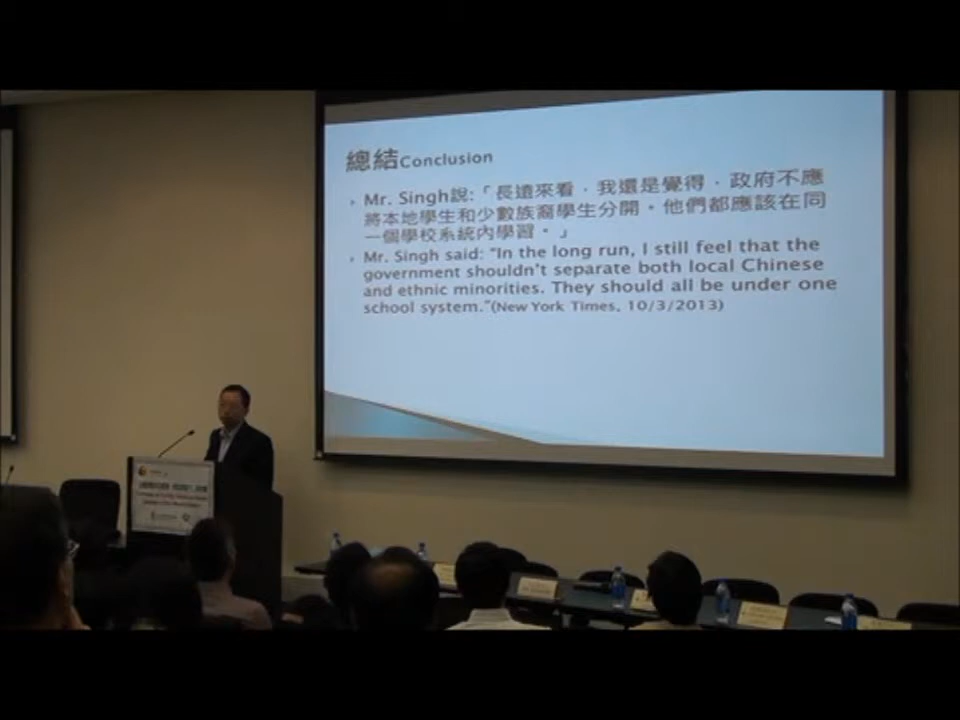 總結Conclusion
Mr. Singh說:「長遠來看，我還是覺得，政府不應
將本地學生和少數族裔學生分開。他們都應該在同
一個學校系統內學習。」
Mr. Singh said: "In the long run, I still feel that the
government shouldn't separate both local Chinese
and ethnic minorities. They should all be under one
school system."(New York Times, 10/3/2013)